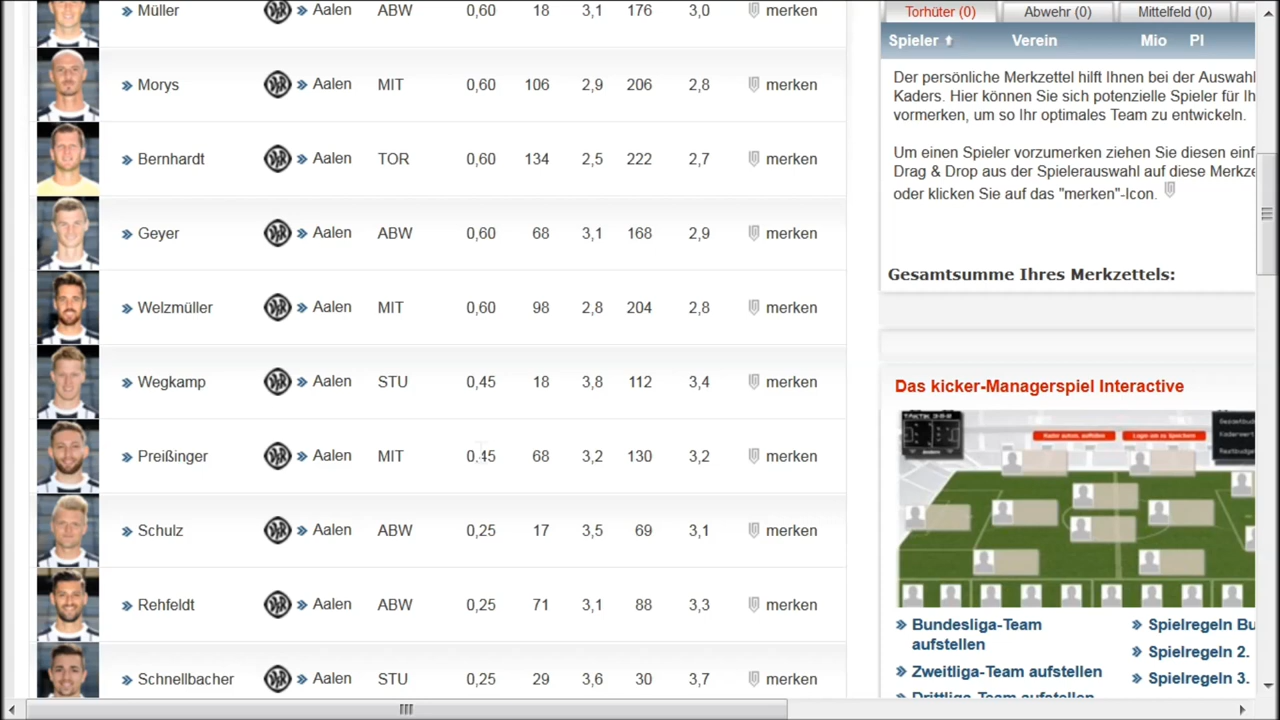 Müller Aalen ABW 0,60 18 3,1 176 3,0 merken
Morys Aalen MIT 0,60 106 2,9 206 2,8 merken
Bernhardt Aalen TOR 0,60 134 2,5 222 2,7 merken
Geyer Aalen ABW 0,60 68 3,1 168 2,9 merken
Welzmüller Aalen MIT 0,60 98 2,8 204 2,8 merken
Wegkamp Aalen STU 0,45 18 3,8 112 3,4 merken
Preißinger Aalen MIT 0,45 68 3,2 130 3,2 merken
Schulz Aalen ABW 0,25 17 3,5 69 3,1 merken
Rehfeldt Aalen ABW 0,25 71 3,1 88 3,3 merken
Schnellbacher Aalen STU 0,25 29 3,6 30 3,7 merken
Torhüter (0) Abwehr (0) Mittelfeld (0)
Spieler Verein Mio Pl
Der persönliche Merkzettel hilft Ihnen bei der Auswahl
Kaders. Hier können Sie sich potenzielle Spieler für Ih
vormerken, um so Ihr optimales Team zu entwickeln.
Um einen Spieler vorzumerken ziehen Sie diesen einf
Drag & Drop aus der Spielerauswahl auf diese Merkze
oder klicken Sie auf das "merken"-Icon.
Gesamtsumme Ihres Merkzettels:
Das kicker-Managerspiel Interactive
Bundesliga-Team
aufstellen
Zweitliga-Team aufstellen
Drittliga-Team aufstellen
Spielregeln Bu
Spielregeln 2.
Spielregeln 3.